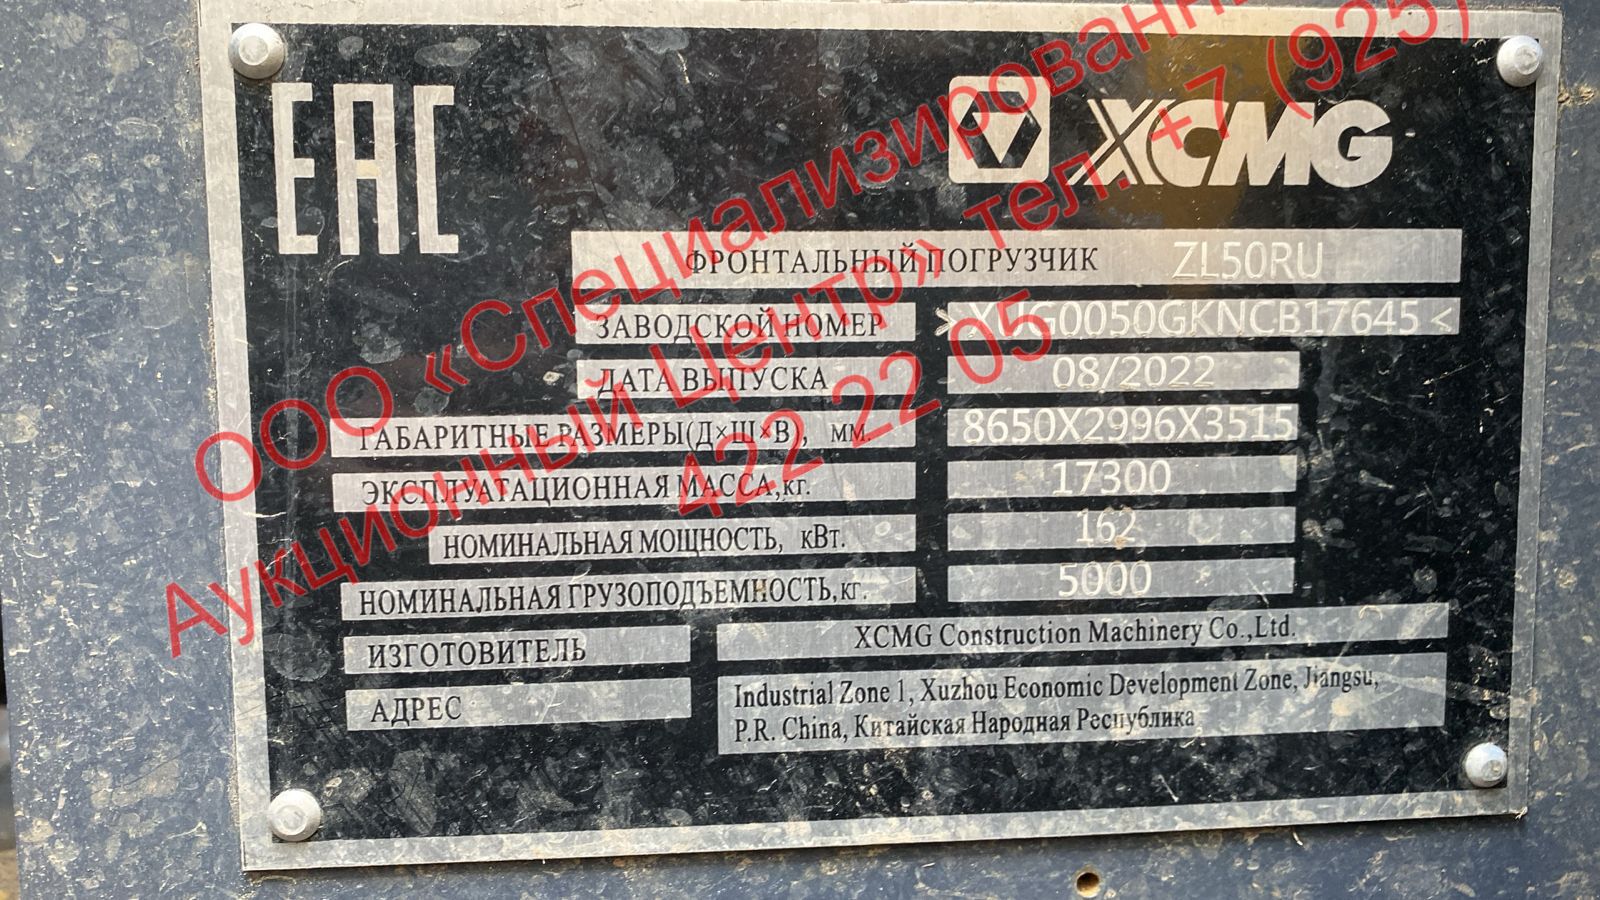 EAC
XCMG
ФРОНТАЛЬНЫЙ ПОГРУЗЧИК ZL50RU
ЗАВОДСКОЙ НОМЕР XUG0050GKNCB17645 <
ДАТА ВЫПУСКА 08/2022
ГАБАРИТНЫЕ РАЗМЕРЫ(Д×Ш×В), мм. 8650X2996X3515
ЭКСПЛУАТАЦИОННАЯ МАССА,кг. 17300
НОМИНАЛЬНАЯ МОЩНОСТЬ, кВт. 162
НОМИНАЛЬНАЯ ГРУЗОПОДЪЕМНОСТЬ,кг. 5000
ИЗГОТОВИТЕЛЬ XCMG Construction Machinery Co.,Ltd.
АДРЕС Industrial Zone 1, Xuzhou Economic Development Zone, Jiangsu,
P.R. China, Китайская Народная Республика
ООО «Специализированн
Аукционный Центр» тел. +7 (925)
422 22 05